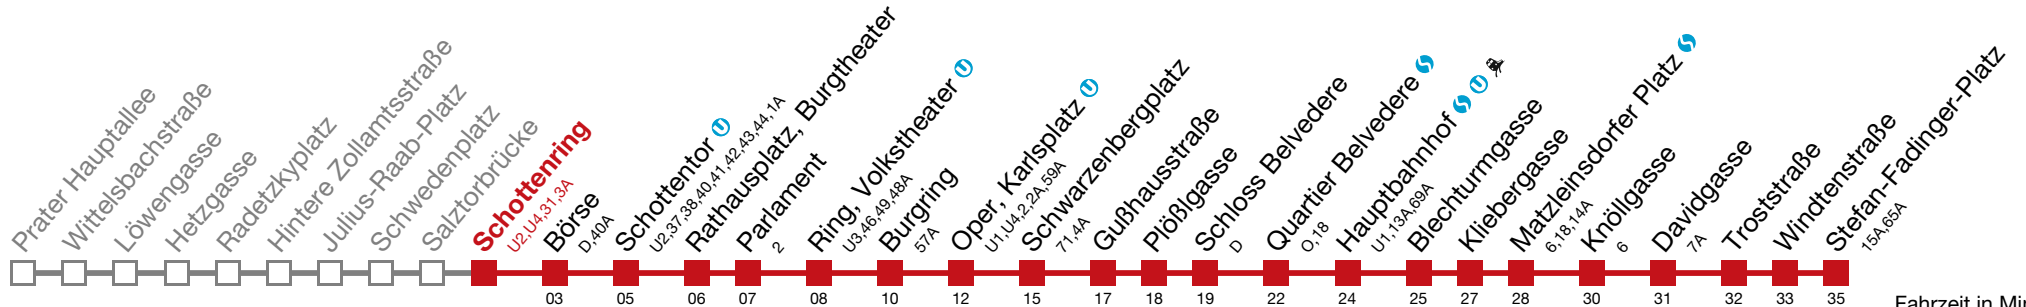 Prater Hauptallee
Wittelsbachstraße
Löwengasse
Hetzgasse
Radetzkyplatz
Hintere Zollamtsstraße
Julius-Raab-Platz
Schwedenplatz
Salztorbrücke
Schottenring
U2,U4,31,3A
Börse
D,40A
Schottentor U
U2,37,38,40,41,42,43,44,1A
Rathausplatz, Burgtheater
Parlament
2
Ring, Volkstheater U
U3,46,49,48A
Burgring
57A
Oper, Karlsplatz U
U1,U4,2,2A,59A
Schwarzenbergplatz
71,4A
Gußhausstraße
Plößlgasse
Schloss Belvedere
D
Quartier Belvedere S
O,18
Hauptbahnhof S U
U1,13A,69A
Blechturmgasse
Kliebergasse
Matzleinsdorfer Platz S
6,18,14A
Knöllgasse
6
Davidgasse
7A
Troststraße
Windtenstraße
Stefan-Fadinger-Platz
15A,65A
03 05 06 07 08 10 12 15 17 18 19 22 24 25 27 28 30 31 32 33 35
Fahrzeit in